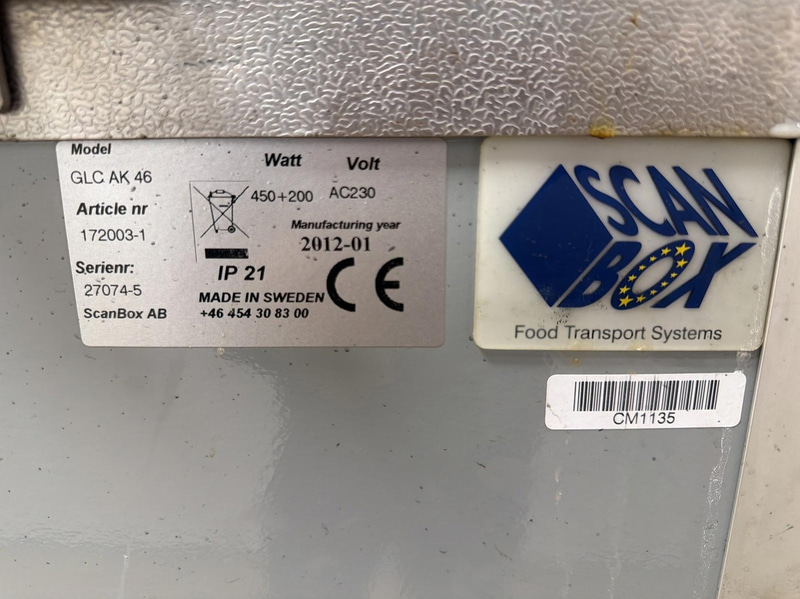 Model
GLC AK 46
Article nr
172003-1
Serienr:
27074-5
ScanBox AB
Watt
Volt
450+200
AC230
Manufacturing year
2012-01
IP 21
CE
MADE IN SWEDEN
+46 454 30 83 00
SCAN
BOX
Food Transport Systems
CM1135